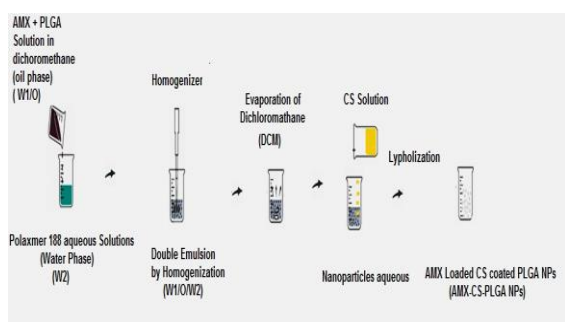 AMX + PLGA
Solution in
dichoromethane
(oil phase)
( W1/O)
Polaxmer 188 aqueous Solutions
(Water Phase)
(W2)
Homogenizer
Double Emulsion
by Homogenization
(W1/O/W2)
Evaporation of
Dichloromathane
(DCM)
CS Solution
Nanoparticles aqueous
Lypholization
AMX Loaded CS coated PLGA NPs
(AMX-CS-PLGA NPs)